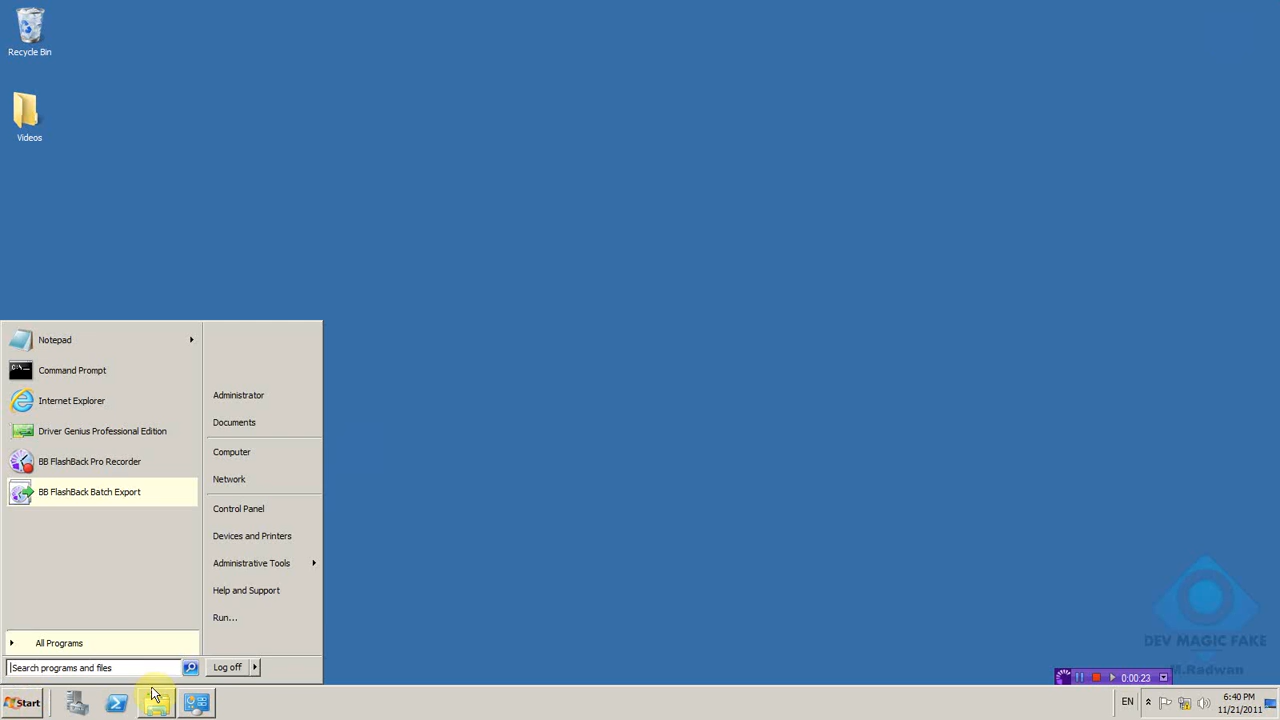 Recycle Bin
Videos
Notepad
Command Prompt
Internet Explorer
Driver Genius Professional Edition
BB FlashBack Pro Recorder
BB FlashBack Batch Export
All Programs
Search programs and files
Administrator
Documents
Computer
Network
Control Panel
Devices and Printers
Administrative Tools
Help and Support
Run...
Log off
DEV MAGIC FAKE
M.Radwan
0:00:23
Start
EN
6:40 PM
11/21/2011